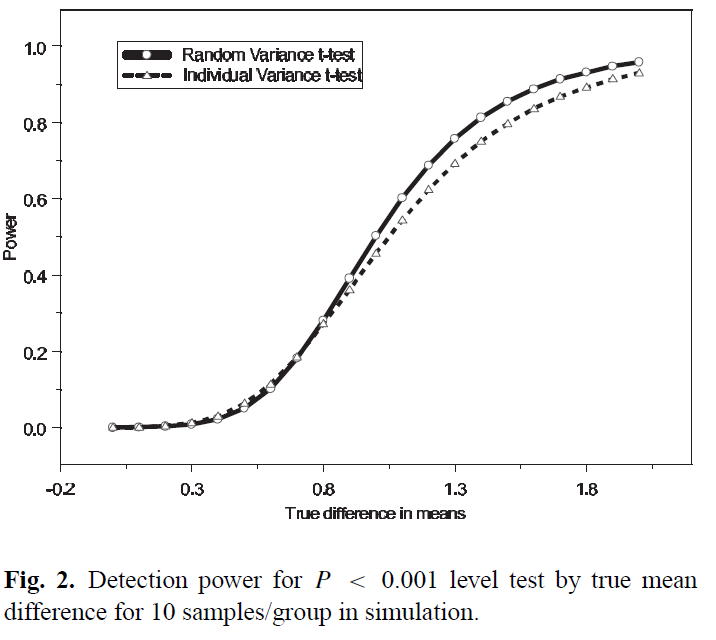 1.0
Random Variance t-test
Individual Variance t-test
0.8
0.6
Power
0.4
0.2
0.0
-0.2 0.3 0.8 1.3 1.8
True difference in means
Fig. 2. Detection power for P < 0.001 level test by true mean
difference for 10 samples/group in simulation.